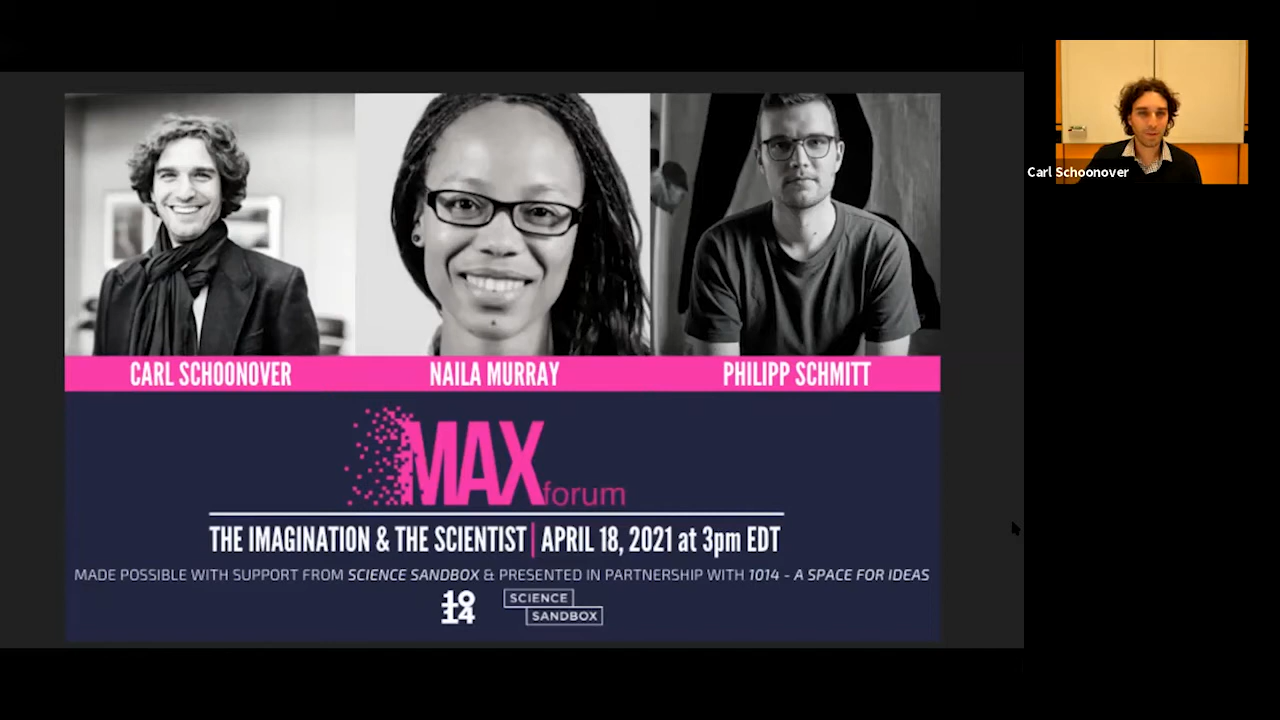 Carl Schoonover
CARL SCHOONOVER
NAILA MURRAY
PHILIPP SCHMITT
MAX forum
THE IMAGINATION & THE SCIENTIST | APRIL 18, 2021 at 3pm EDT
MADE POSSIBLE WITH SUPPORT FROM SCIENCE SANDBOX & PRESENTED IN PARTNERSHIP WITH 1014 - A SPACE FOR IDEAS
10
14
SCIENCE
SANDBOX